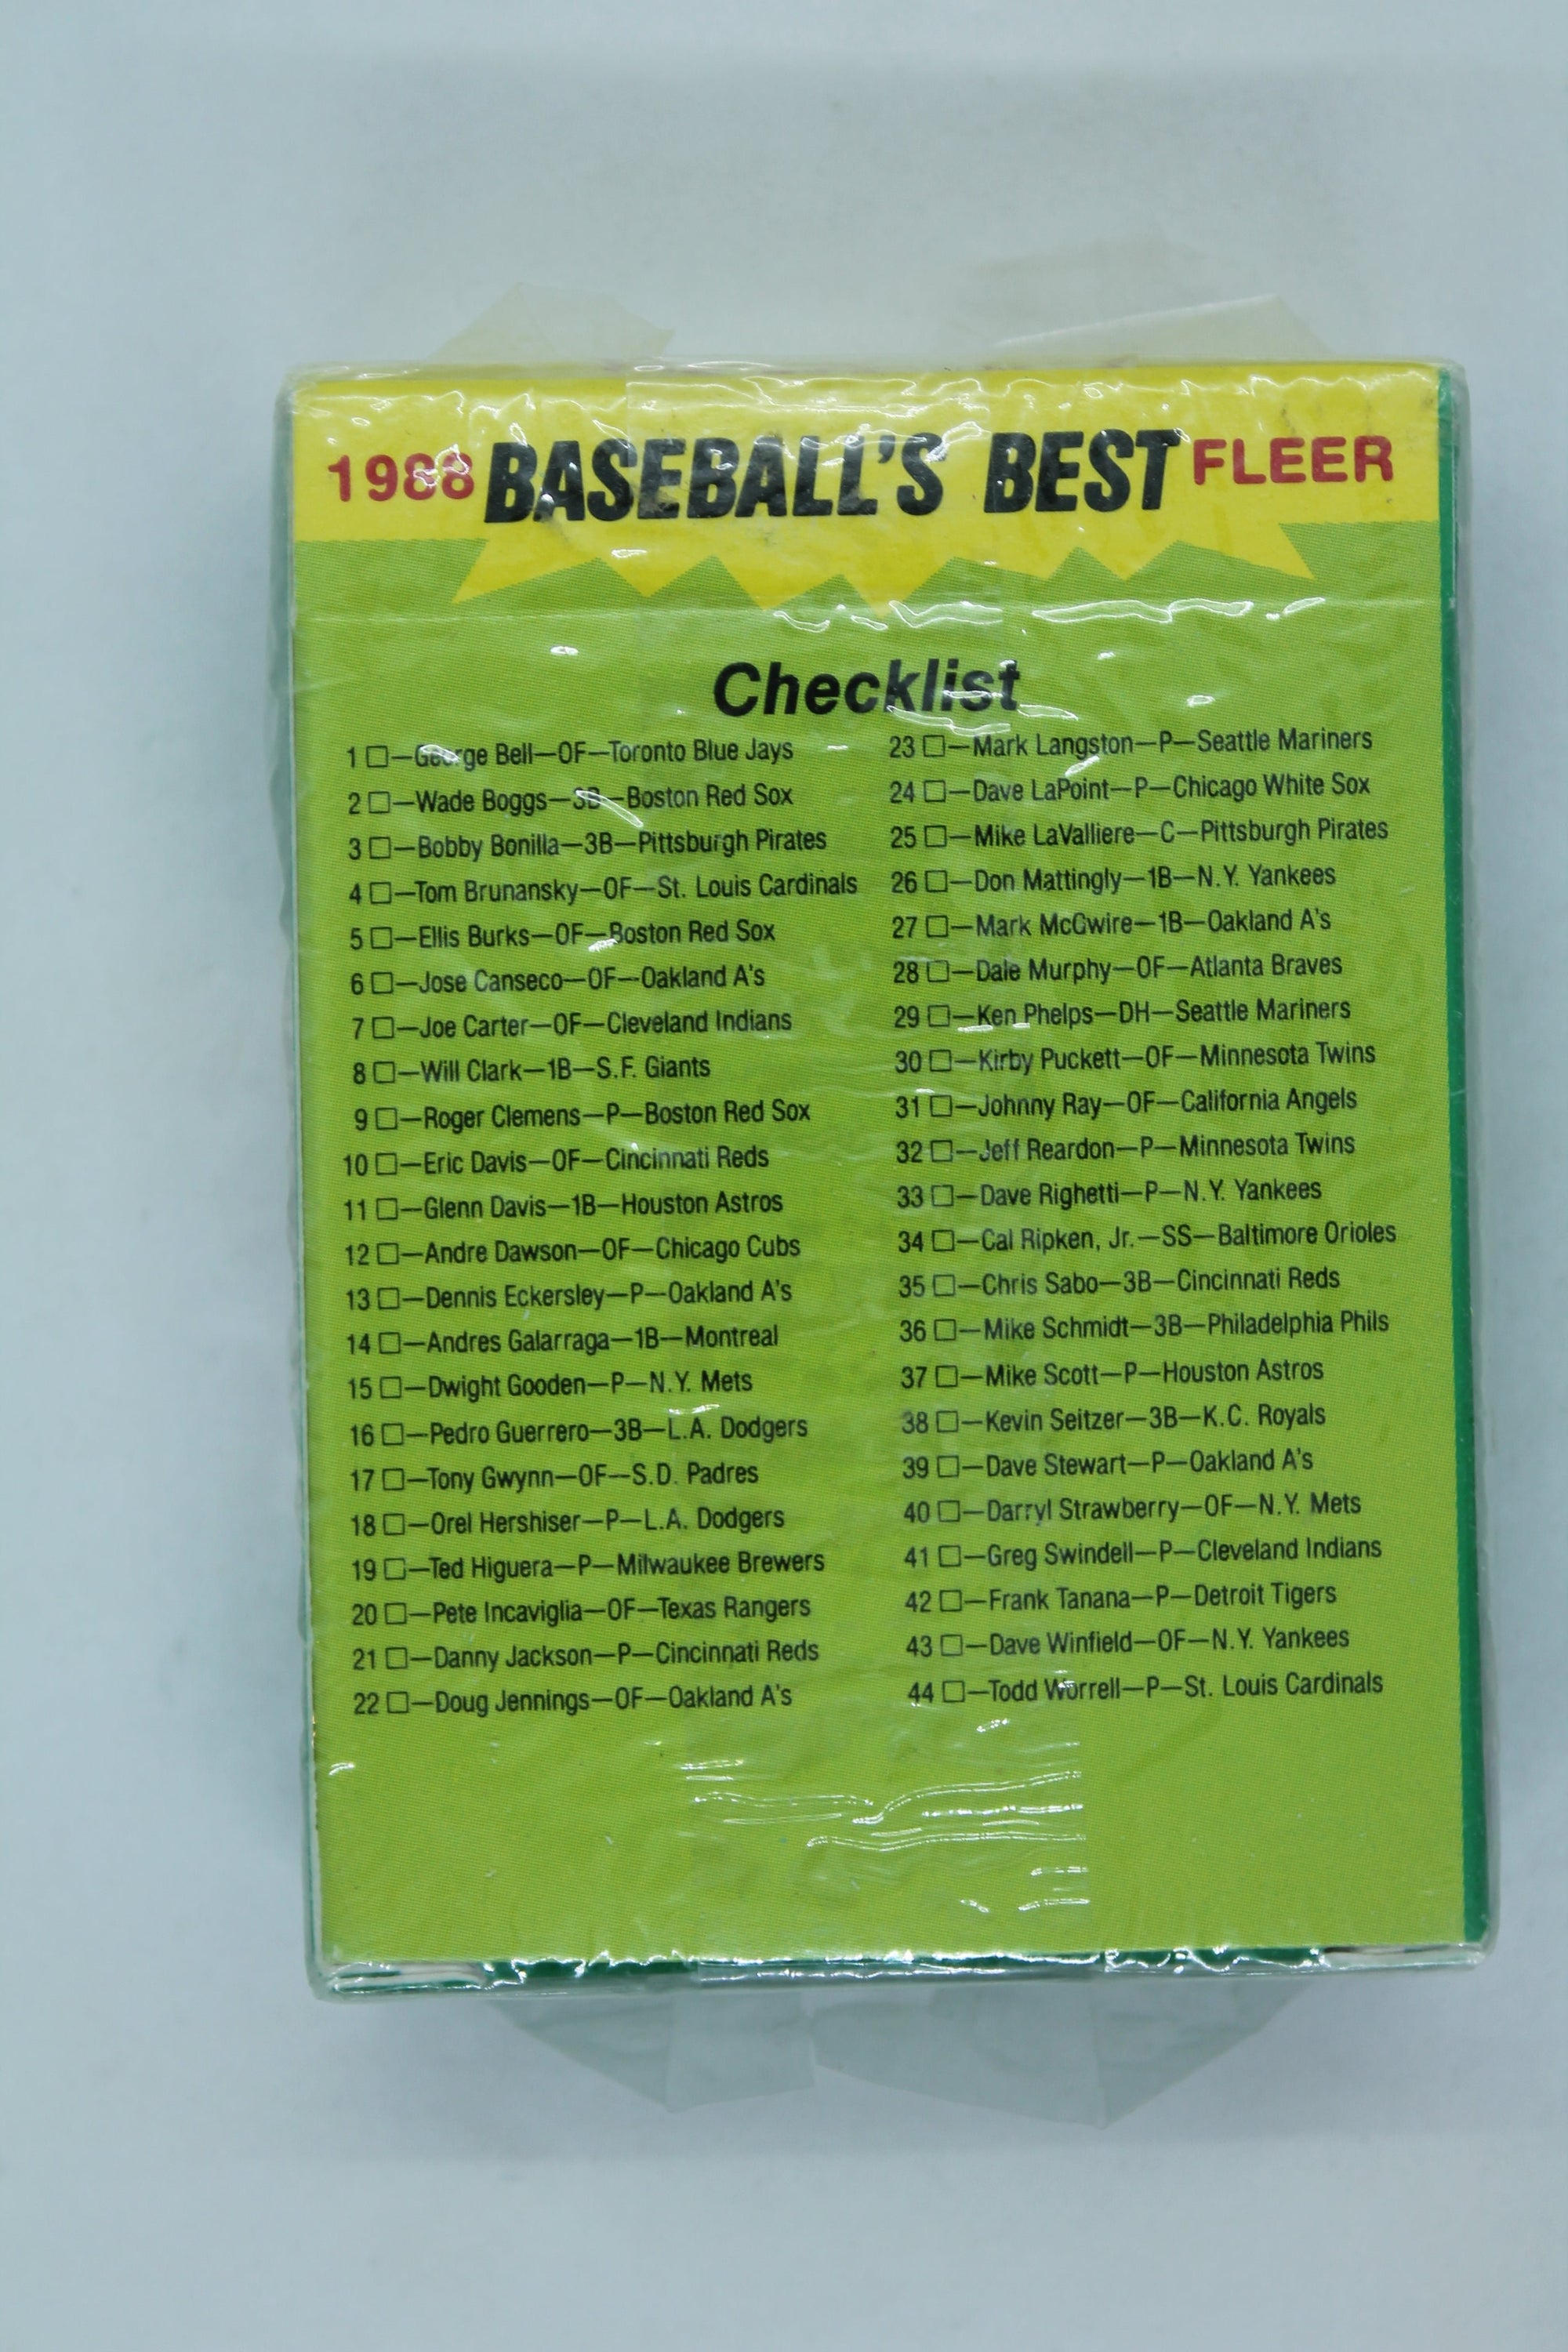 1988 BASEBALL'S BEST FLEER
Checklist
1 □—George Bell—OF—Toronto Blue Jays
2 □—Wade Boggs—3B—Boston Red Sox
3 □—Bobby Bonilla—3B—Pittsburgh Pirates
4 □—Tom Brunansky—OF—St. Louis Cardinals
5 □—Ellis Burks—OF—Boston Red Sox
6 □—Jose Canseco—OF—Oakland A's
7 □—Joe Carter—OF—Cleveland Indians
8 □—Will Clark—1B—S.F. Giants
9 □—Roger Clemens—P—Boston Red Sox
10 □—Eric Davis—OF—Cincinnati Reds
11 □—Glenn Davis—1B—Houston Astros
12 □—Andre Dawson—OF—Chicago Cubs
13 □—Dennis Eckersley—P—Oakland A's
14 □—Andres Galarraga—1B—Montreal
15 □—Dwight Gooden—P—N.Y. Mets
16 □—Pedro Guerrero—3B—L.A. Dodgers
17 □—Tony Gwynn—OF—S.D. Padres
18 □—Orel Hershiser—P—L.A. Dodgers
19 □—Ted Higuera—P—Milwaukee Brewers
20 □—Pete Incaviglia—OF—Texas Rangers
21 □—Danny Jackson—P—Cincinnati Reds
22 □—Doug Jennings—OF—Oakland A's
23 □—Mark Langston—P—Seattle Mariners
24 □—Dave LaPoint—P—Chicago White Sox
25 □—Mike LaValliere—C—Pittsburgh Pirates
26 □—Don Mattingly—1B—N.Y. Yankees
27 □—Mark McGwire—1B—Oakland A's
28 □—Dale Murphy—OF—Atlanta Braves
29 □—Ken Phelps—DH—Seattle Mariners
30 □—Kirby Puckett—OF—Minnesota Twins
31 □—Johnny Ray—OF—California Angels
32 □—Jeff Reardon—P—Minnesota Twins
33 □—Dave Righetti—P—N.Y. Yankees
34 □—Cal Ripken, Jr.—SS—Baltimore Orioles
35 □—Chris Sabo—3B—Cincinnati Reds
36 □—Mike Schmidt—3B—Philadelphia Phils
37 □—Mike Scott—P—Houston Astros
38 □—Kevin Seitzer—3B—K.C. Royals
39 □—Dave Stewart—P—Oakland A's
40 □—Darryl Strawberry—OF—N.Y. Mets
41 □—Greg Swindell—P—Cleveland Indians
42 □—Frank Tanana—P—Detroit Tigers
43 □—Dave Winfield—OF—N.Y. Yankees
44 □—Todd Worrell—P—St. Louis Cardinals